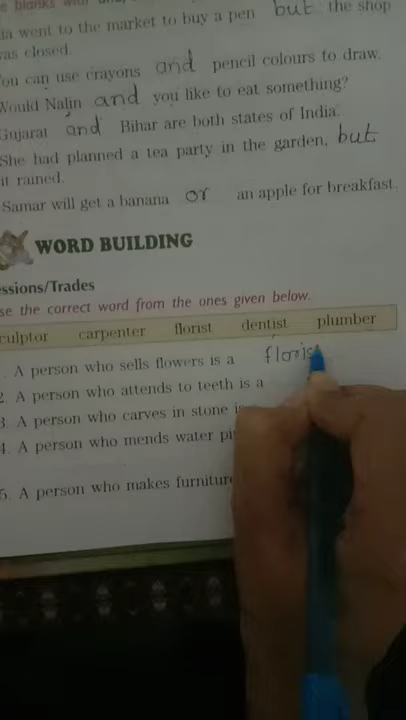 blanks with
ia went to the market to buy a pen but the shop
was closed.
You can use crayons and pencil colours to draw.
Would Nalin and you like to eat something?
Gujarat and Bihar are both states of India.
She had planned a tea party in the garden, but
it rained.
Samar will get a banana or an apple for breakfast.
WORD BUILDING
ssions/Trades
se the correct word from the ones given below.
culptor carpenter florist dentist plumber
. A person who sells flowers is a floris
2. A person who attends to teeth is a
3. A person who carves in stone i
4. A person who mends water pi
5. A person who makes furniture